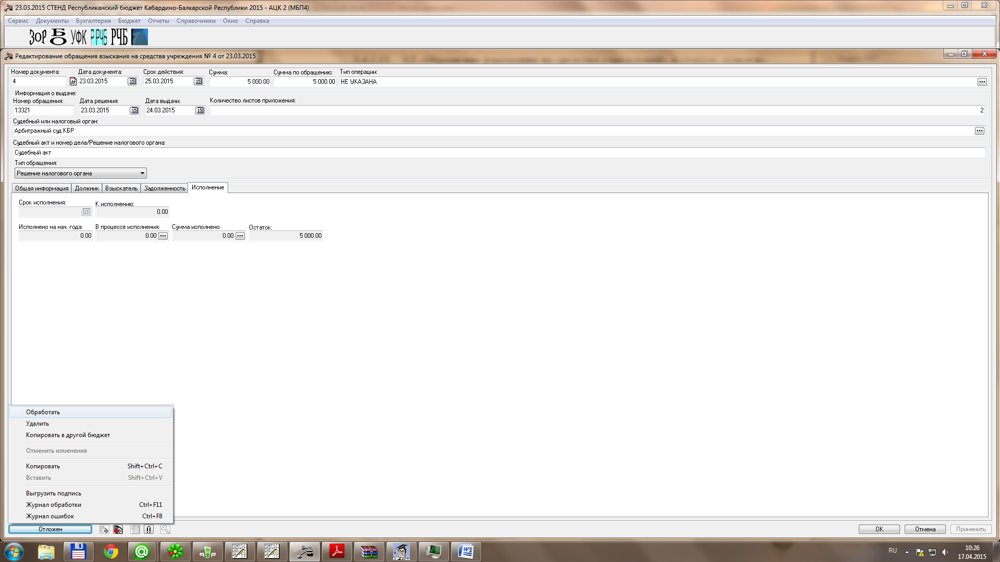 23.03.2015 СТЕНД Республиканский бюджет Кабардино-Балкарской Республики 2015 - АЦК 2 (МБП4)
Сервис Документы Бухгалтерия Бюджет Отчеты Справочники Окно Справка
ЗОР Б О УФК РРЧБ РЧБ
Редактирование обращения взыскания на средства учреждения № 4 от 23.03.2015
Номер документа: Дата документа: Срок действия: Сумма: Сумма по обращению: Тип операции:
4 23.03.2015 15 25.03.2015 15 5 000.00 5 000.00 НЕ УКАЗАНА ...
Информация о выдаче:
Номер обращения: Дата решения: Дата выдачи: Количество листов приложения:
13321 23.03.2015 15 24.03.2015 15 2
Судебный или налоговый орган:
Арбитражный суд КБР ...
Судебный акт и номер дела/Решение налогового органа:
Судебный акт
Тип обращения:
Решение налогового органа
Общая информация Должник Взыскатель Задолженность Исполнение
Срок исполнения: К исполнению:
15 0.00
Исполнено на нач. года: В процессе исполнения: Сумма исполнено: Остаток:
0.00 0.00 ... 0.00 ... 5 000.00
Обработать
Удалить
Копировать в другой бюджет
Отменить изменения
Копировать Shift+Ctrl+C
Вставить Shift+Ctrl+V
Выгрузить подпись
Журнал обработки Ctrl+F11
Журнал ошибок Ctrl+F8
Отложен OK Отмена Применить
RU 10:26
17.04.2015